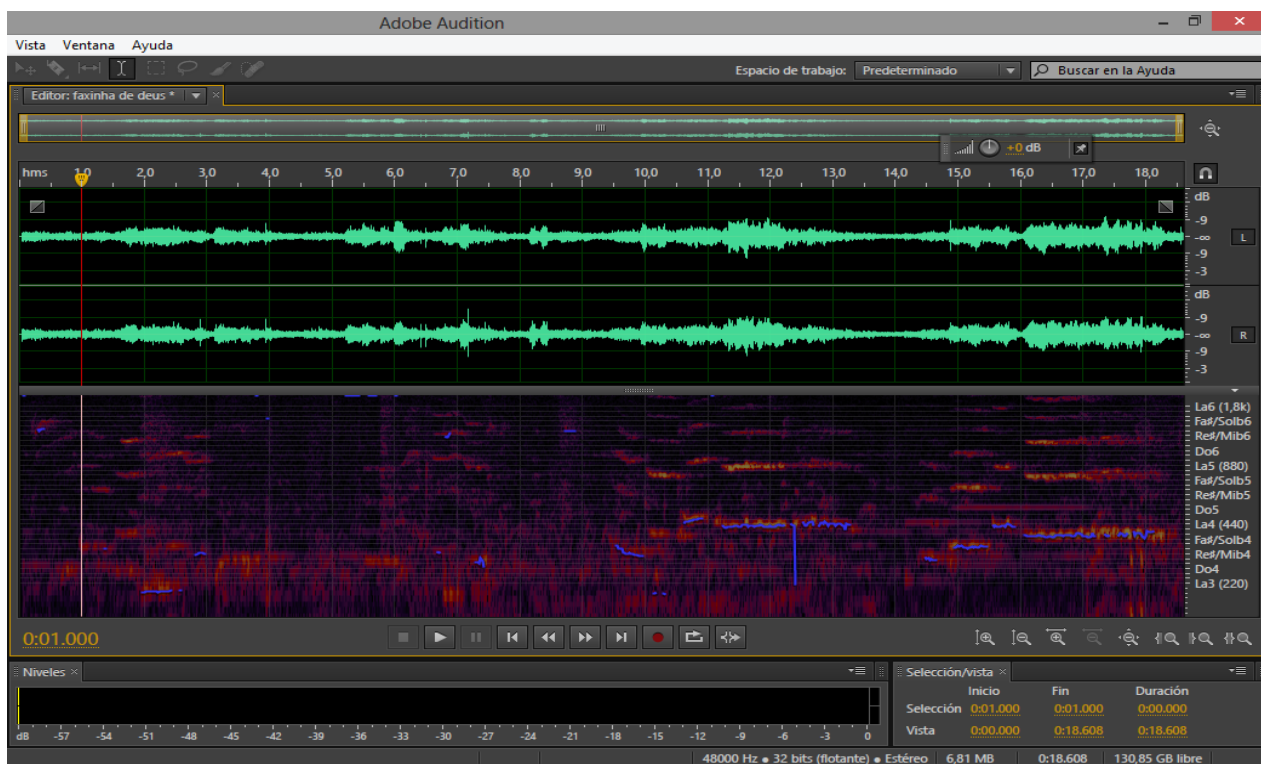 Adobe Audition
Vista Ventana Ayuda
Espacio de trabajo: Predeterminado Buscar en la Ayuda
Editor: faxinha de deus *
+0 dB
hms 1,0 2,0 3,0 4,0 5,0 6,0 7,0 8,0 9,0 10,0 11,0 12,0 13,0 14,0 15,0 16,0 17,0 18,0
dB
-9
-∞ L
-9
-3
dB
-9
-∞ R
-9
-3
La6 (1,8k)
Fa#/Solb6
Re#/Mib6
Do6
La5 (880)
Fa#/Solb5
Re#/Mib5
Do5
La4 (440)
Fa#/Solb4
Re#/Mib4
Do4
La3 (220)
0:01.000
Niveles
dB -57 -54 -51 -48 -45 -42 -39 -36 -33 -30 -27 -24 -21 -18 -15 -12 -9 -6 -3 0
Selección/vista
Inicio Fin Duración
Selección 0:01.000 0:01.000 0:00.000
Vista 0:00.000 0:18.608 0:18.608
48000 Hz • 32 bits (flotante) • Estéreo 6,81 MB 0:18.608 130,85 GB libre